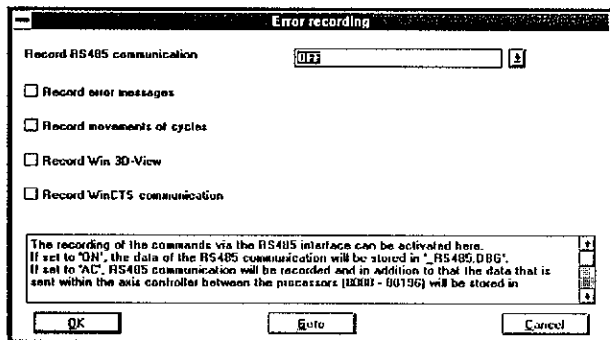 Error recording
Record RS485 communication OFF
Record error messages
Record movements of cycles
Record Win 3D-View
Record WinCTS communication
The recording of the commands via the RS485 interface can be activated here.
If set to "ON", the data of the RS485 communication will be stored in "_RS485.DBG".
If set to "AC", RS485 communication will be recorded and in addition to that the data that is
sent within the axis controller between the processors (8088 - 80196) will be stored in
OK Goto Cancel